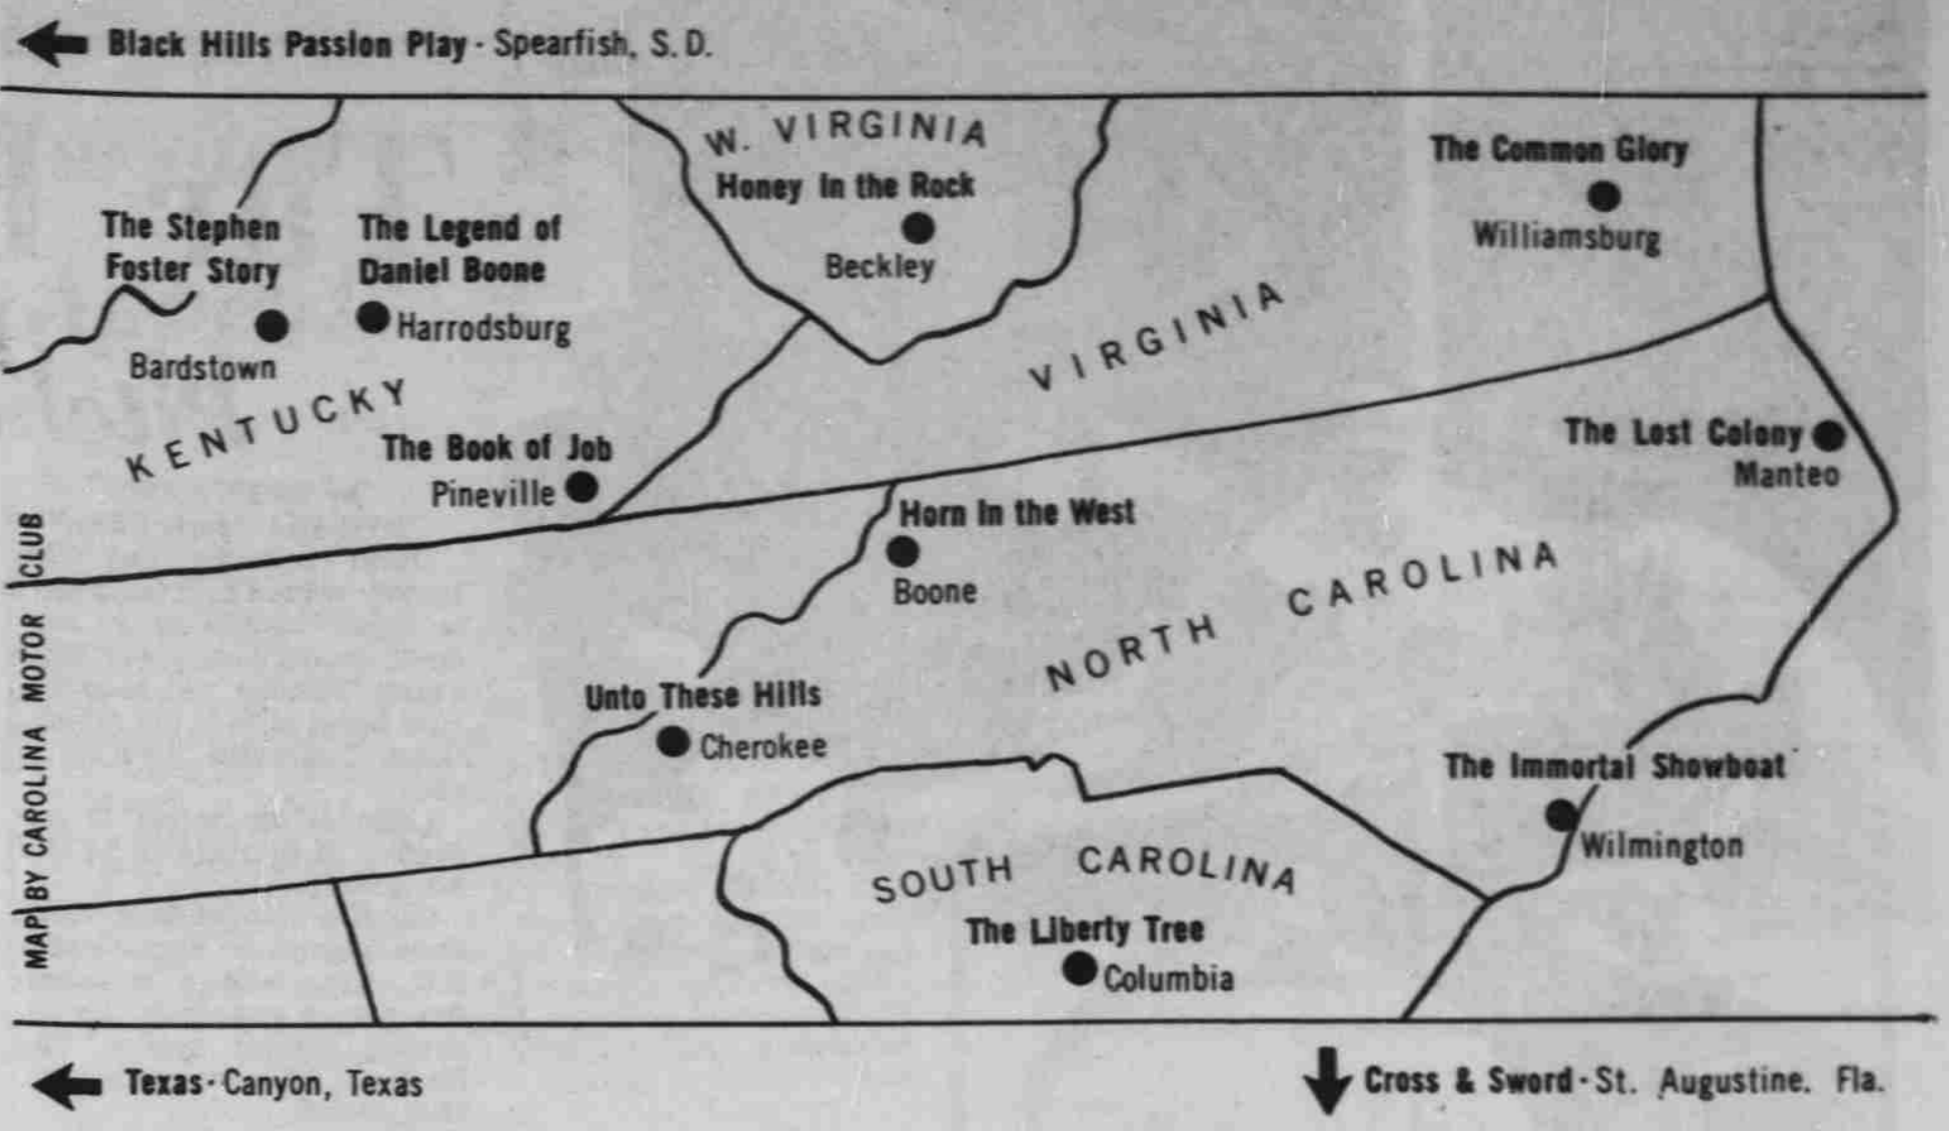 Black Hills Passion Play - Spearfish, S. D.
W. VIRGINIA
Honey In the Rock
Beckley
The Common Glory
Williamsburg
The Stephen
Foster Story
Bardstown
The Legend of
Daniel Boone
Harrodsburg
VIRGINIA
KENTUCKY
The Book of Job
Pineville
The Lost Colony
Manteo
Horn In the West
Boone
NORTH CAROLINA
Unto These Hills
Cherokee
The Immortal Showboat
Wilmington
SOUTH CAROLINA
The Liberty Tree
Columbia
MAP BY CAROLINA MOTOR CLUB
Texas - Canyon, Texas
Cross & Sword - St. Augustine. Fla.